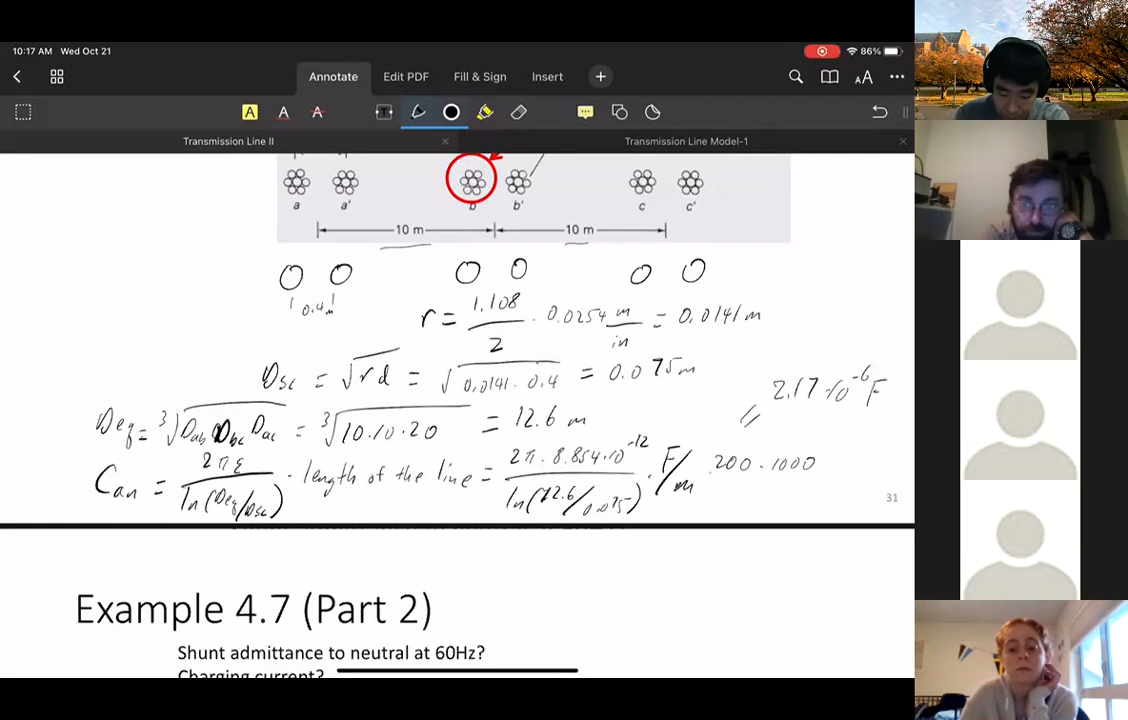 10:17 AM Wed Oct 21
86%
Annotate Edit PDF Fill & Sign Insert
Transmission Line II
Transmission Line Model-1
a a' b b' c c'
10 m 10 m
0.4m
r = 1.108 / 2 · 0.0254 m/in = 0.0141 m
Dsc = √rd = √0.0141 · 0.4 = 0.075 m
Deq = ³√Dab Dbc Dac = ³√10·10·20 = 12.6 m
2.17·10⁻⁶ F
Can = 2πε / ln(Deq/Dsc) · length of the line = 2π · 8.854·10⁻¹² / ln(12.6/0.075) · F/m · 200 · 1000
31
Example 4.7 (Part 2)
Shunt admittance to neutral at 60Hz?
Charging current?